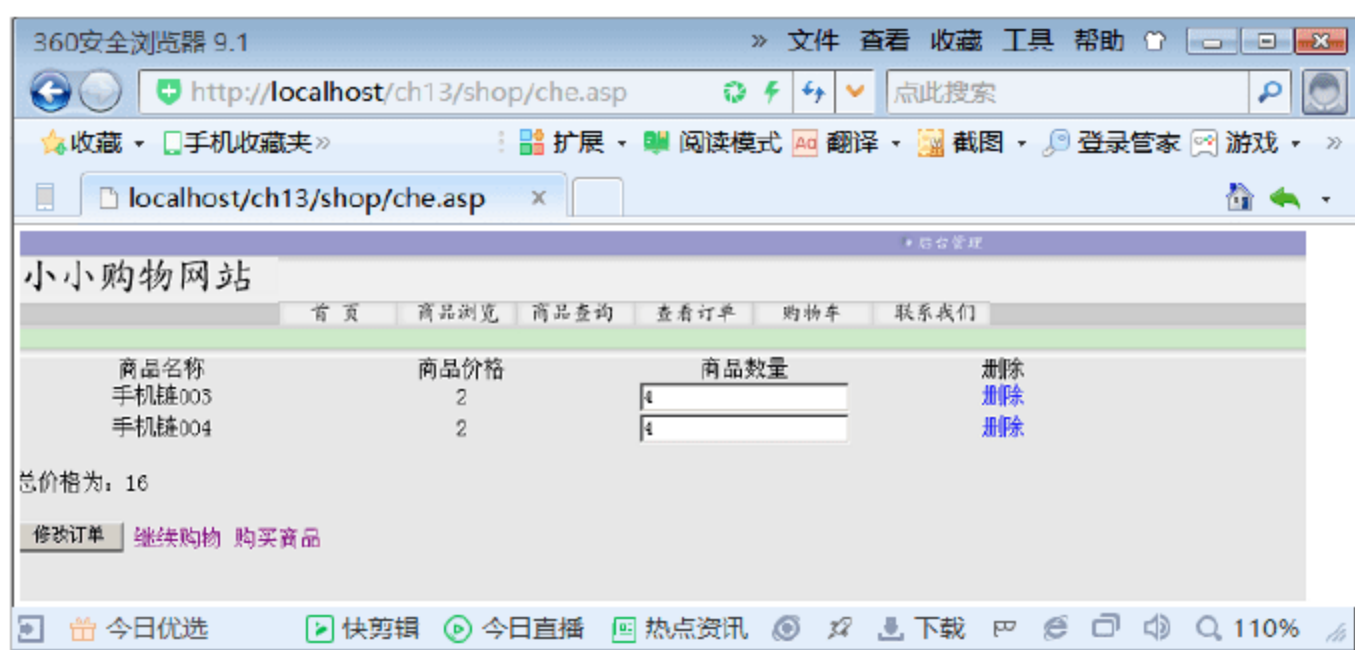 360安全浏览器 9.1 » 文件 查看 收藏 工具 帮助
http://localhost/ch13/shop/che.asp 点此搜索
收藏 手机收藏夹» 扩展 阅读模式 Aあ 翻译 截图 登录管家 游戏 »
localhost/ch13/shop/che.asp ×
后台管理
小小购物网站
首 页 商品浏览 商品查询 查看订单 购物车 联系我们
商品名称 商品价格 商品数量 删除
手机链003 2 4 删除
手机链004 2 4 删除
总价格为：16
修改订单 继续购物 购买商品
今日优选 快剪辑 今日直播 热点资讯 下载 110%